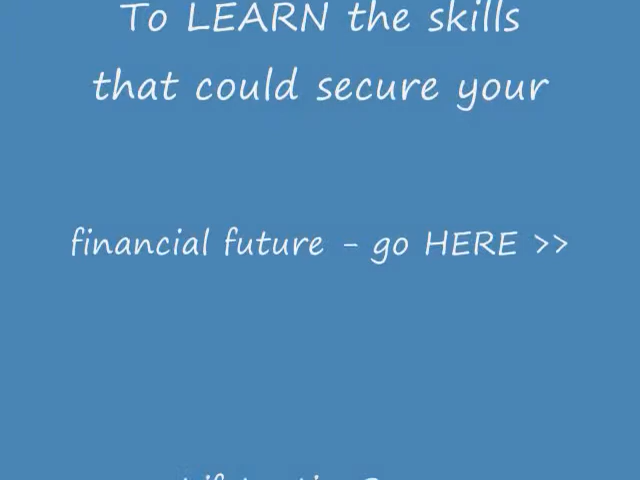 To LEARN the skills
that could secure your
financial future - go HERE >>